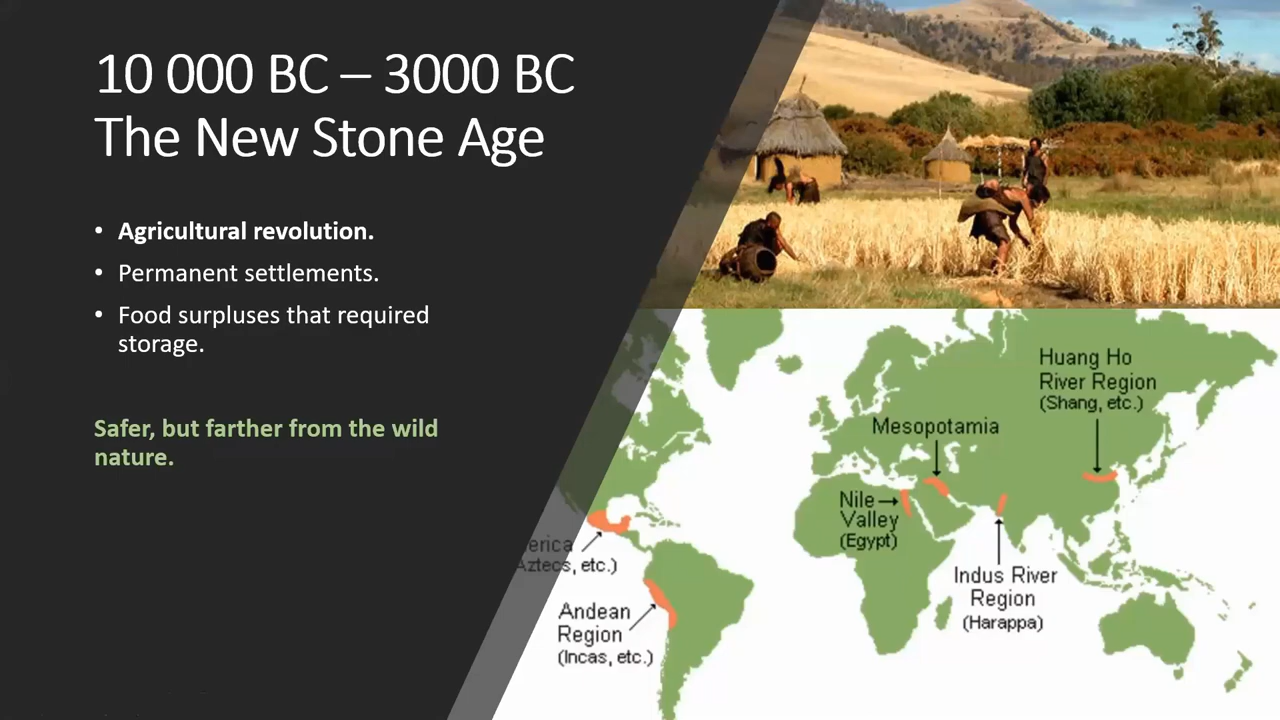 10 000 BC – 3000 BC
The New Stone Age
• Agricultural revolution.
• Permanent settlements.
• Food surpluses that required
storage.
Safer, but farther from the wild
nature.
Huang Ho
River Region
(Shang, etc.)
Mesopotamia
Nile
Valley
(Egypt)
Indus River
Region
(Harappa)
erica
Aztecs, etc.)
Andean
Region
(Incas, etc.)